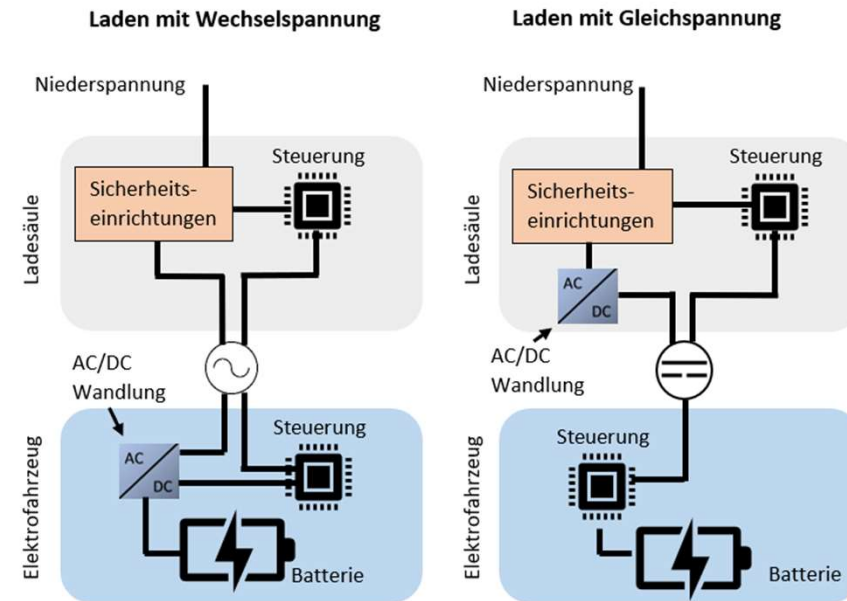 Laden mit Wechselspannung
Niederspannung
Steuerung
Sicherheits-
einrichtungen
Ladesäule
AC/DC
Wandlung
Steuerung
AC
DC
Elektrofahrzeug
Batterie
Laden mit Gleichspannung
Niederspannung
Steuerung
Sicherheits-
einrichtungen
Ladesäule
AC
DC
AC/DC
Wandlung
Steuerung
Elektrofahrzeug
Batterie